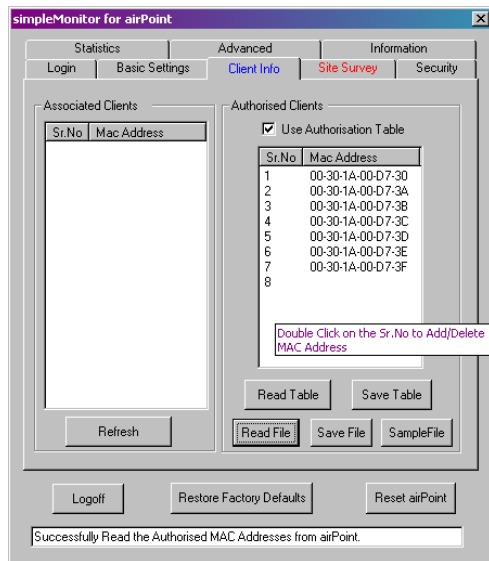 simpleMonitor for airPoint
Statistics Advanced Information
Login Basic Settings Client Info Site Survey Security
Associated Clients
Sr.No Mac Address
Refresh
Authorised Clients
Use Authorisation Table
Sr.No Mac Address
1 00-30-1A-00-D7-30
2 00-30-1A-00-D7-3A
3 00-30-1A-00-D7-3B
4 00-30-1A-00-D7-3C
5 00-30-1A-00-D7-3D
6 00-30-1A-00-D7-3E
7 00-30-1A-00-D7-3F
8
Double Click on the Sr.No to Add/Delete
MAC Address
Read Table Save Table
Read File Save File SampleFile
Logoff Restore Factory Defaults Reset airPoint
Successfully Read the Authorised MAC Addresses from airPoint.